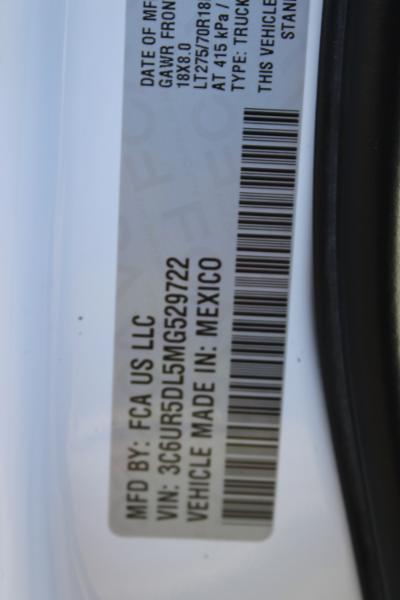 DATE OF MF
GAWR FRON
18X8.0
LT275/70R18
AT 415 kPa /
TYPE: TRUCK
THIS VEHICLE
STAN
MFD BY: FCA US LLC
VIN: 3C6UR5DL5MG529722
VEHICLE MADE IN: MEXICO